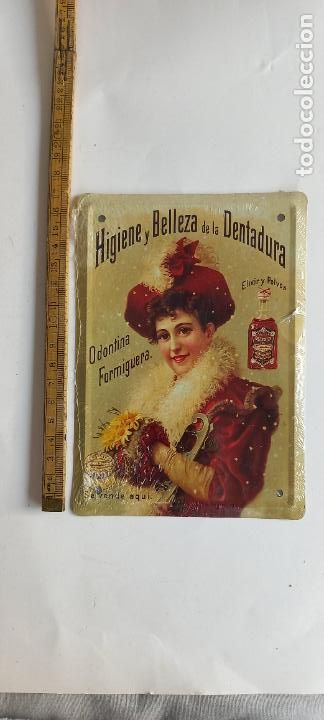 todocoleccion
Higiene y Belleza de la Dentadura
Elixir y Polvos
Odontina
Formiguera.
Se vende aqui.